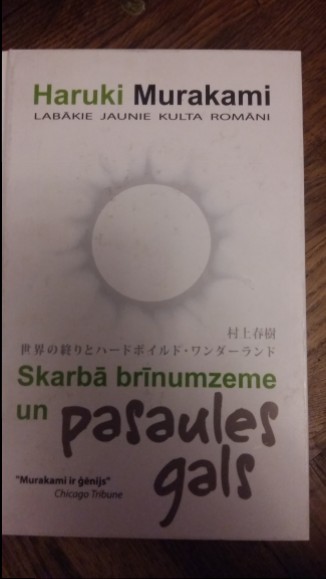 Haruki Murakami
LABĀKIE JAUNIE KULTA ROMĀNI
村上春樹
世界の終りとハードボイルド・ワンダーランド
Skarbā brīnumzeme
un pasaules
gals
"Murakami ir ģēnijs"
Chicago Tribune